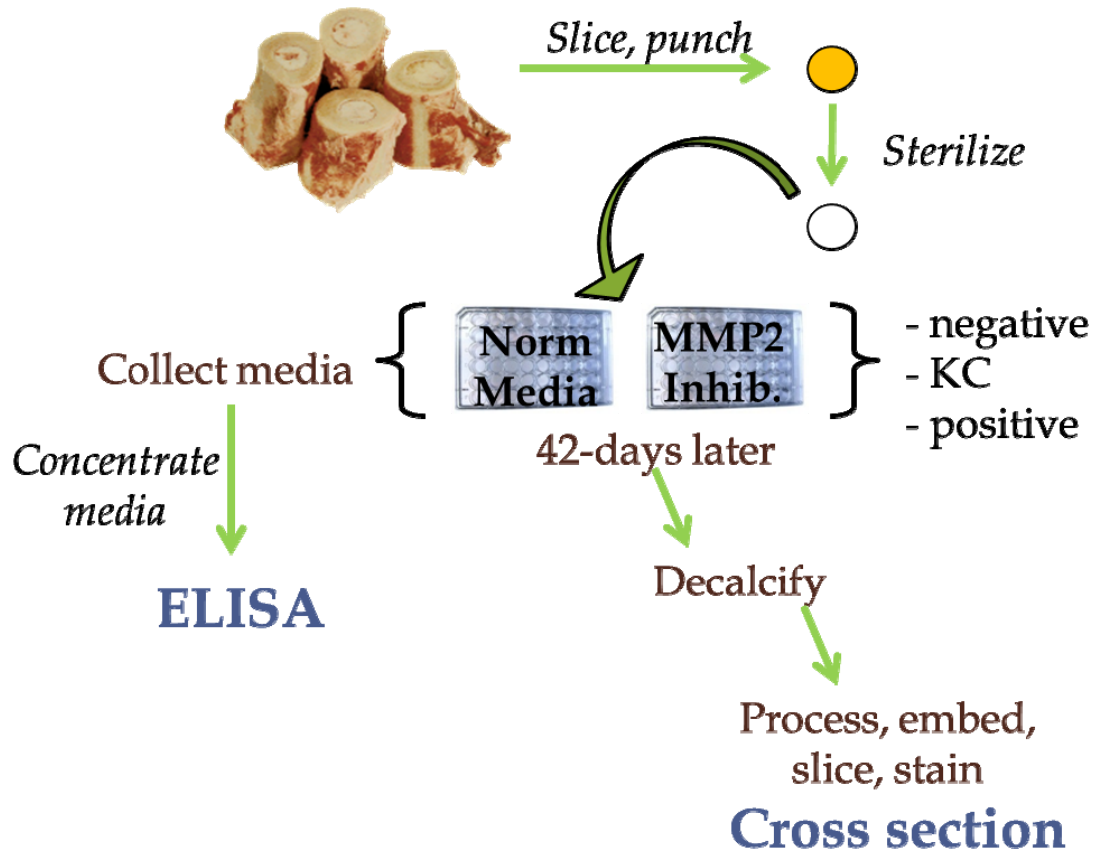 Slice, punch
Sterilize
Norm
Media
MMP2
Inhib.
- negative
- KC
- positive
Collect media
42-days later
Concentrate
media
ELISA
Decalcify
Process, embed,
slice, stain
Cross section